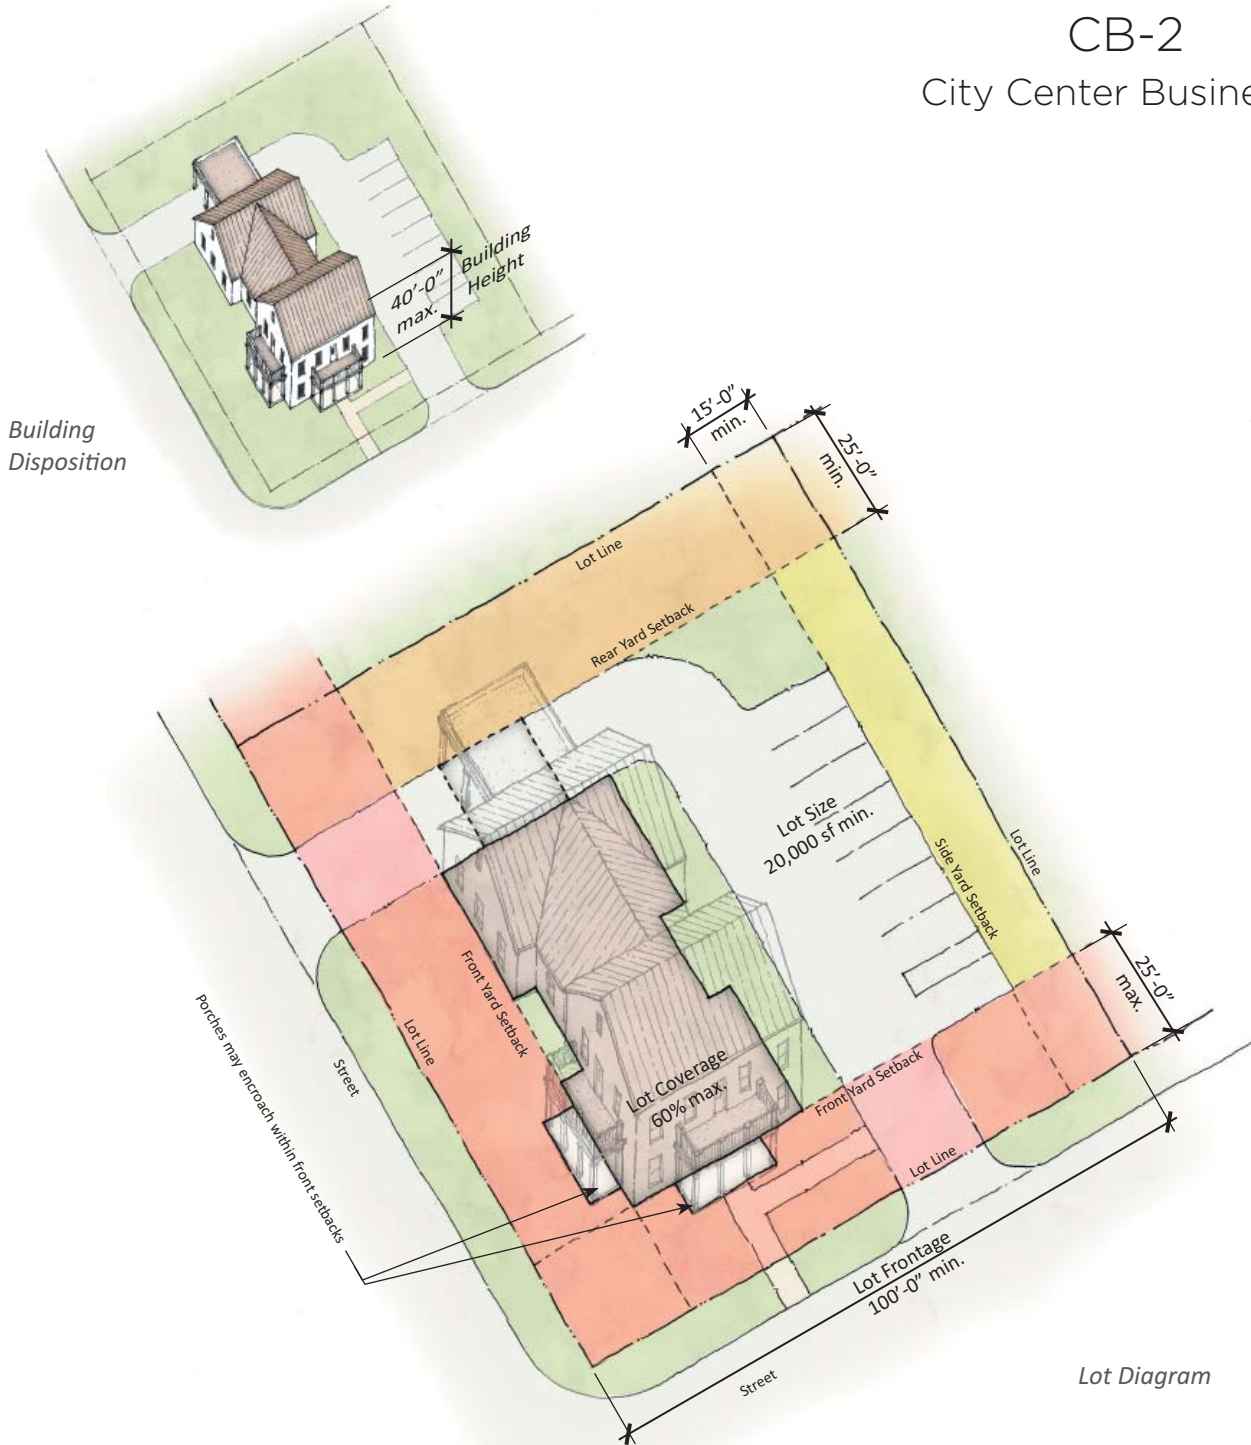 CB-2
City Center Busine
Building
Height
40'-0"
max.
Building
Disposition
15'-0"
min.
25'-0"
min.
Lot Line
Rear Yard Setback
Lot Size
20,000 sf min.
Side Yard Setback
Lot Line
Front Yard Setback
Lot Line
Street
Porches may encroach within front setbacks
Lot Coverage
60% max.
Front Yard Setback
25'-0"
max.
Lot Line
Lot Frontage
100'-0" min.
Street
Lot Diagram